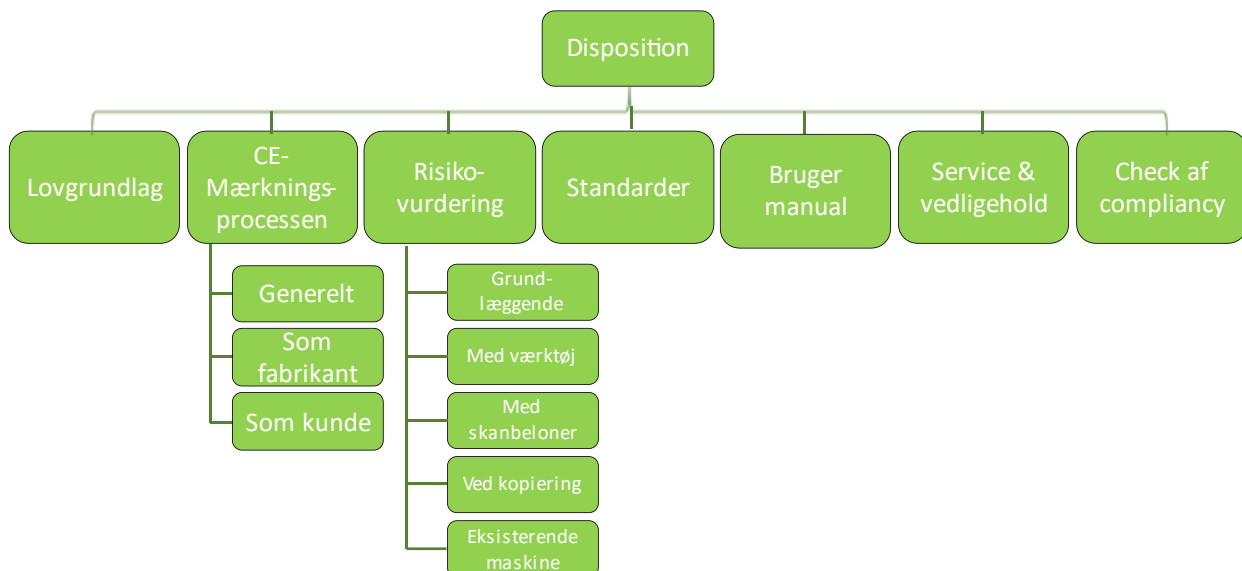 Disposition
Lovgrundlag
CE-
Mærknings-
processen
Risiko-
vurdering
Standarder
Bruger
manual
Service &
vedligehold
Check af
compliancy
Generelt
Som
fabrikant
Som kunde
Grund-
læggende
Med værktøj
Med
skanbeloner
Ved kopiering
Eksisterende
maskine